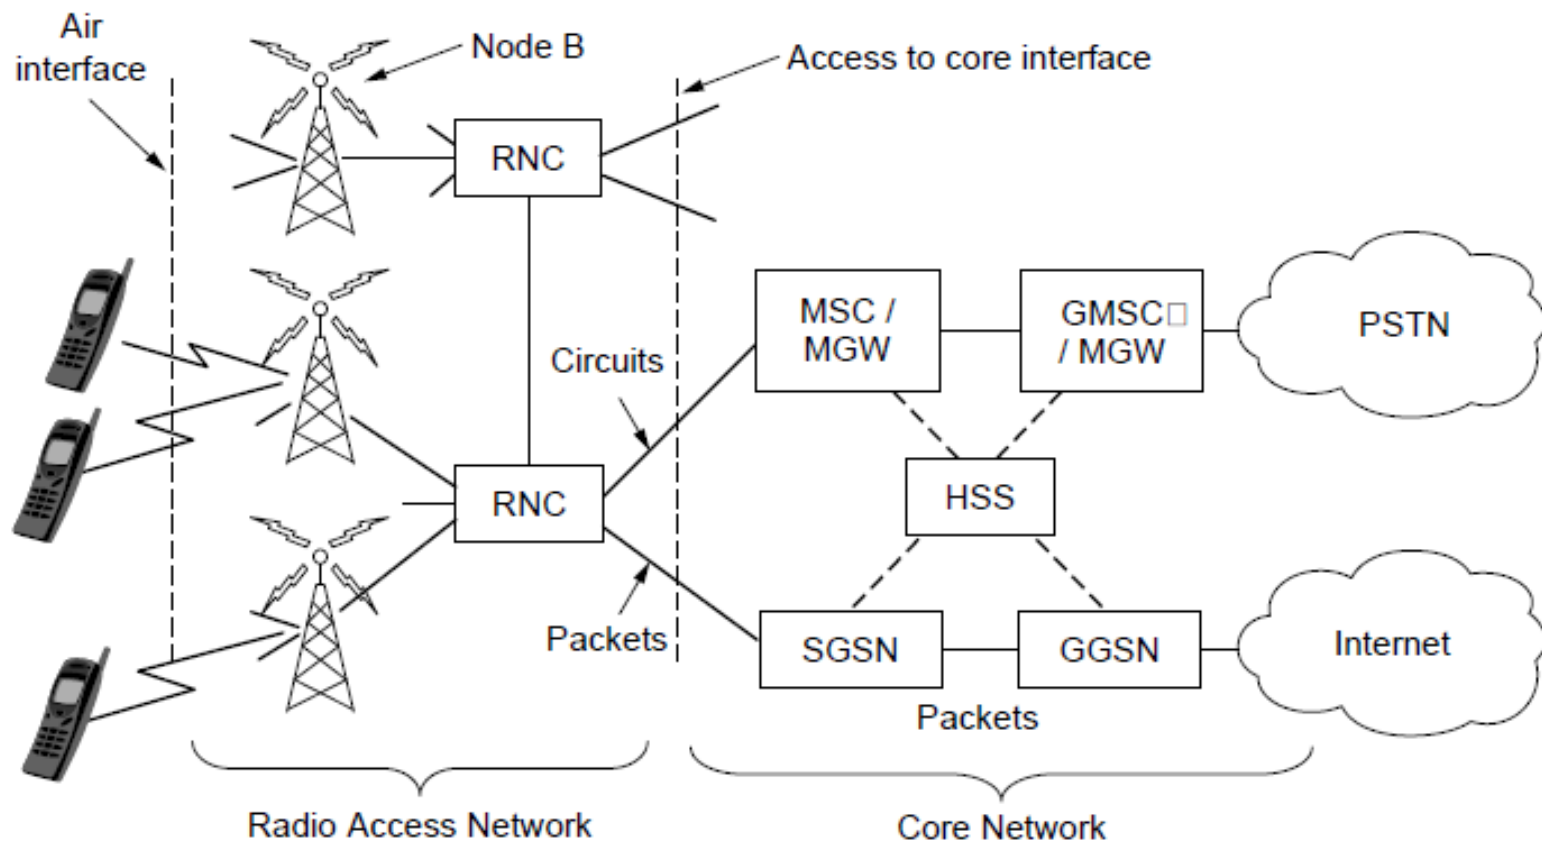 Air
interface
Node B
Access to core interface
RNC
MSC /
MGW
GMSC□
/ MGW
PSTN
Circuits
RNC
HSS
Packets
SGSN
GGSN
Internet
Packets
Radio Access Network
Core Network